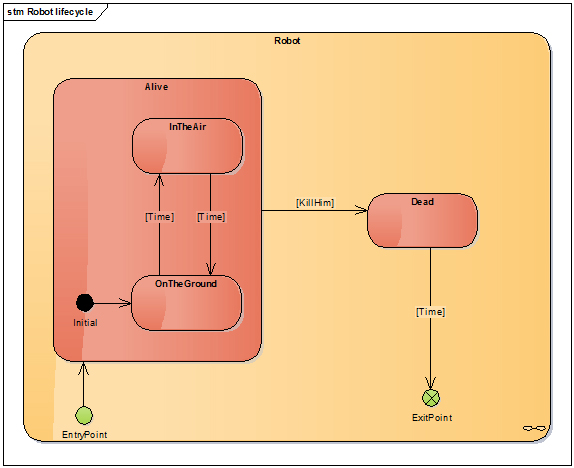 stm Robot lifecycle
Robot
Alive
InTheAir
[Time]
[Time]
OnTheGround
Initial
EntryPoint
[KillHim]
Dead
[Time]
ExitPoint